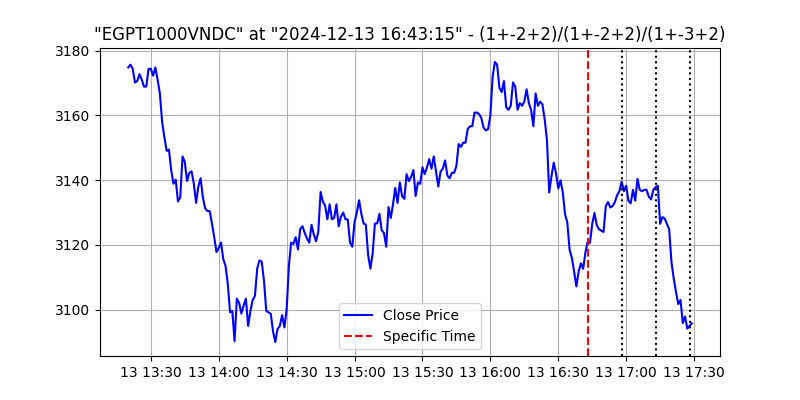 "EGPT1000VNDC" at "2024-12-13 16:43:15" - (1+-2+2)/(1+-2+2)/(1+-3+2)
3180
3160
3140
3120
3100
Close Price
Specific Time
13 13:30 13 14:00 13 14:30 13 15:00 13 15:30 13 16:00 13 16:30 13 17:00 13 17:30